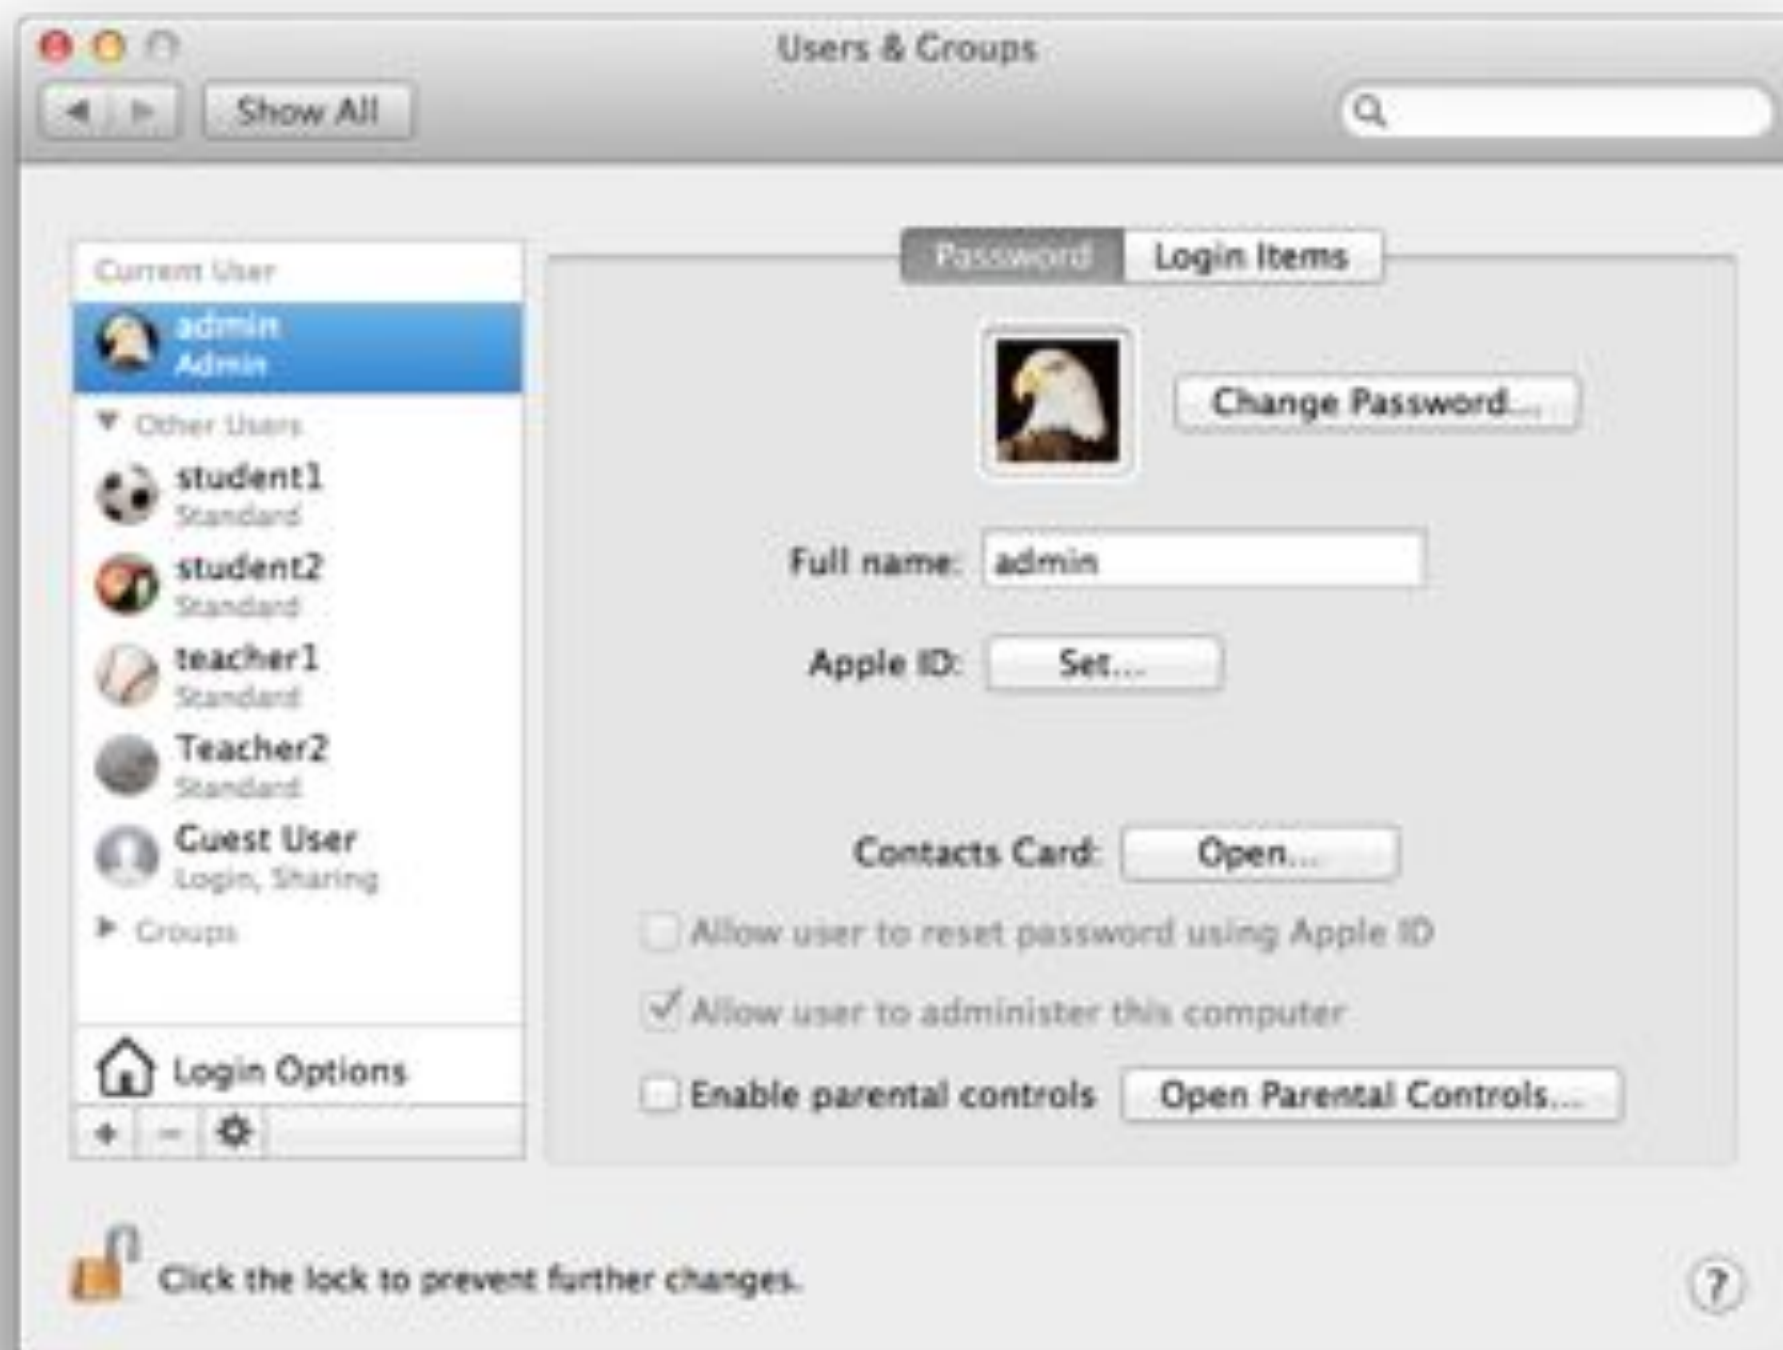 Users & Groups
Show All
Current User
admin
Admin
Other Users
student1
Standard
student2
Standard
teacher1
Standard
Teacher2
Standard
Guest User
Login, Sharing
Groups
Login Options
+ -
Password Login Items
Change Password...
Full name: admin
Apple ID: Set...
Contacts Card: Open...
Allow user to reset password using Apple ID
Allow user to administer this computer
Enable parental controls Open Parental Controls...
Click the lock to prevent further changes.
?